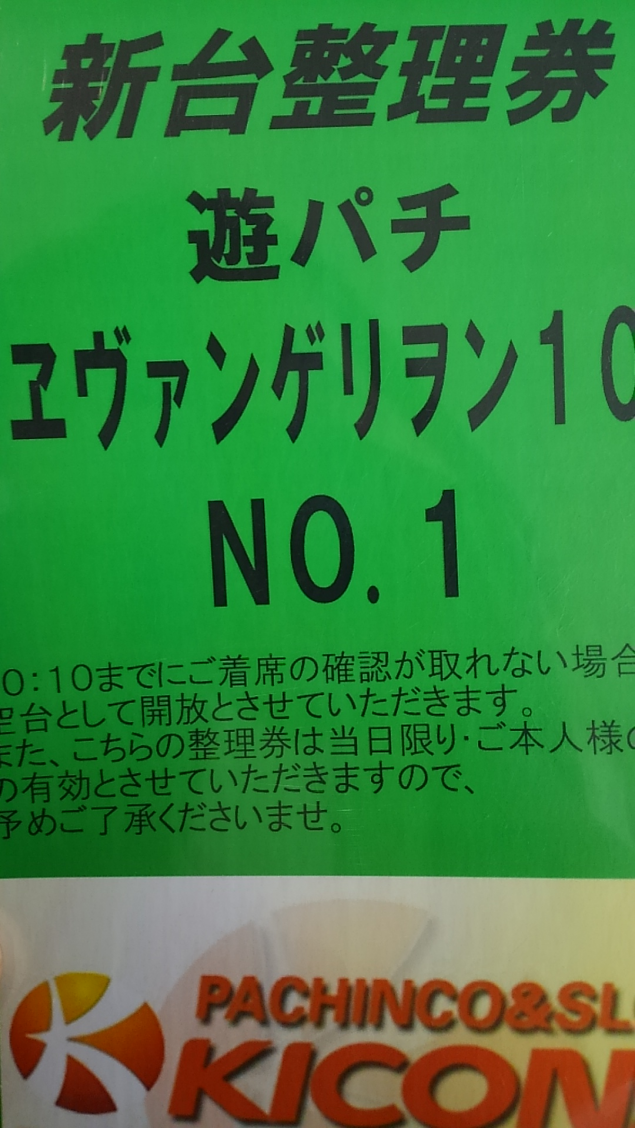 新台整理券
遊パチ
ヱヴァンゲリヲン10
NO.1
0:10までにご着席の確認が取れない場合
空台として開放とさせていただきます。
また、こちらの整理券は当日限り・ご本人様の
の有効とさせていただきますので、
予めご了承くださいませ。
PACHINCO&SL
KICON